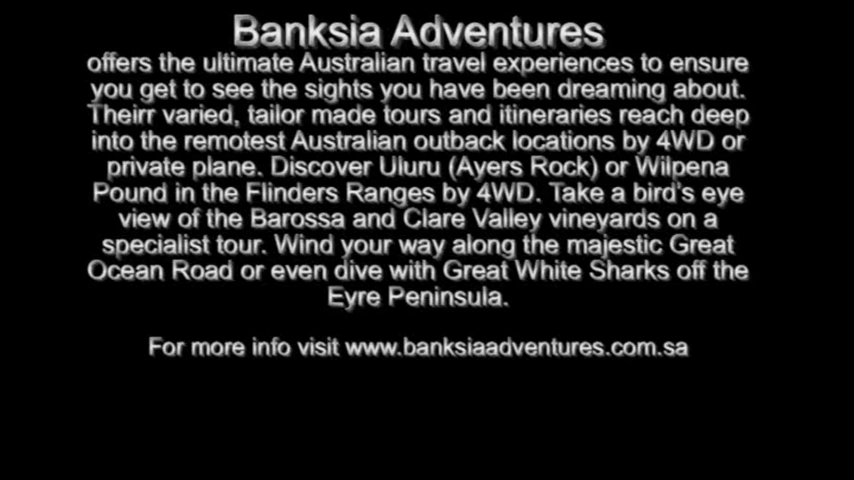 Banksia Adventures
offers the ultimate Australian travel experiences to ensure
you get to see the sights you have been dreaming about.
Theirr varied, tailor made tours and itineraries reach deep
into the remotest Australian outback locations by 4WD or
private plane. Discover Uluru (Ayers Rock) or Wilpena
Pound in the Flinders Ranges by 4WD. Take a bird's eye
view of the Barossa and Clare Valley vineyards on a
specialist tour. Wind your way along the majestic Great
Ocean Road or even dive with Great White Sharks off the
Eyre Peninsula.
For more info visit www.banksiaadventures.com.sa